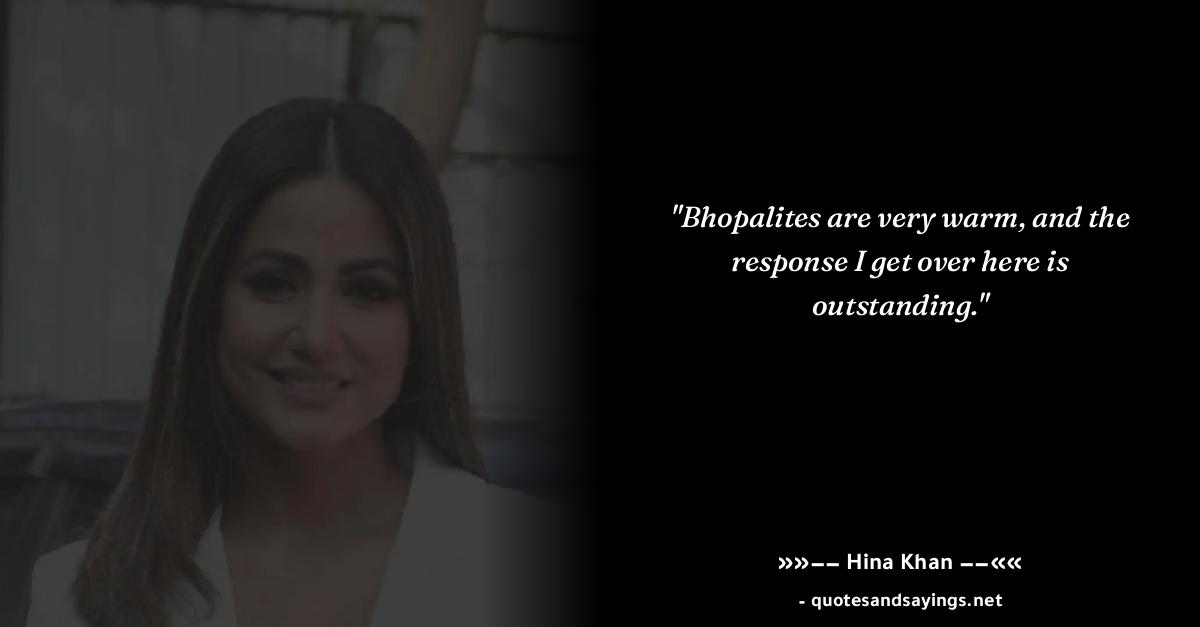 "Bhopalites are very warm, and the
response I get over here is
outstanding."
»»–– Hina Khan ––««
- quotesandsayings.net